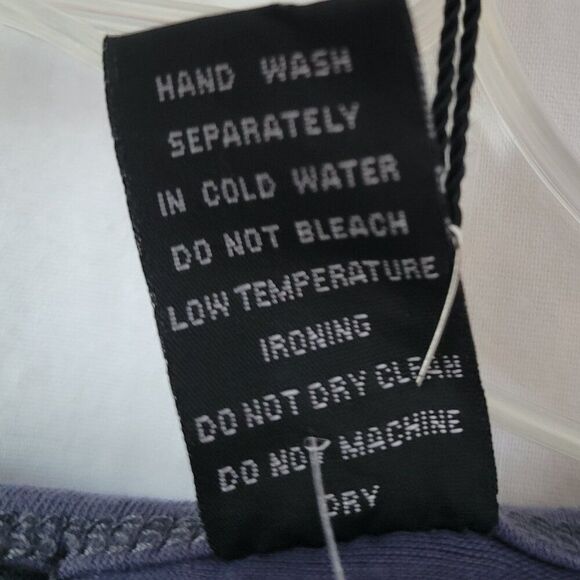 HAND WASH
SEPARATELY
IN COLD WATER
DO NOT BLEACH
LOW TEMPERATURE
IRONING
DO NOT DRY CLEAN
DO NOT MACHINE
DRY